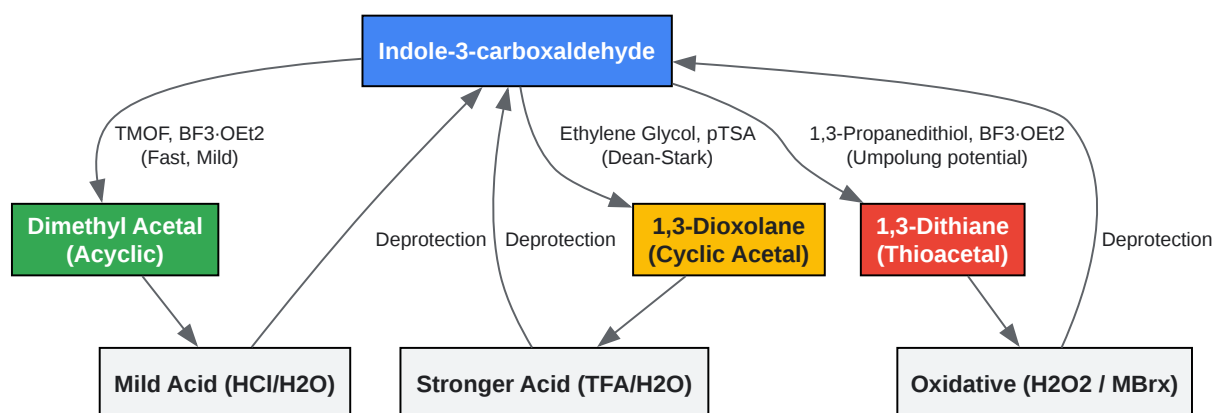 Indole-3-carboxaldehyde
TMOF, BF3·OEt2
(Fast, Mild)
Ethylene Glycol, pTSA
(Dean-Stark)
1,3-Propanedithiol, BF3·OEt2
(Umpolung potential)
Dimethyl Acetal
(Acyclic)
Deprotection
Deprotection
1,3-Dioxolane
(Cyclic Acetal)
1,3-Dithiane
(Thioacetal)
Deprotection
Mild Acid (HCl/H2O)
Stronger Acid (TFA/H2O)
Oxidative (H2O2 / MBrx)